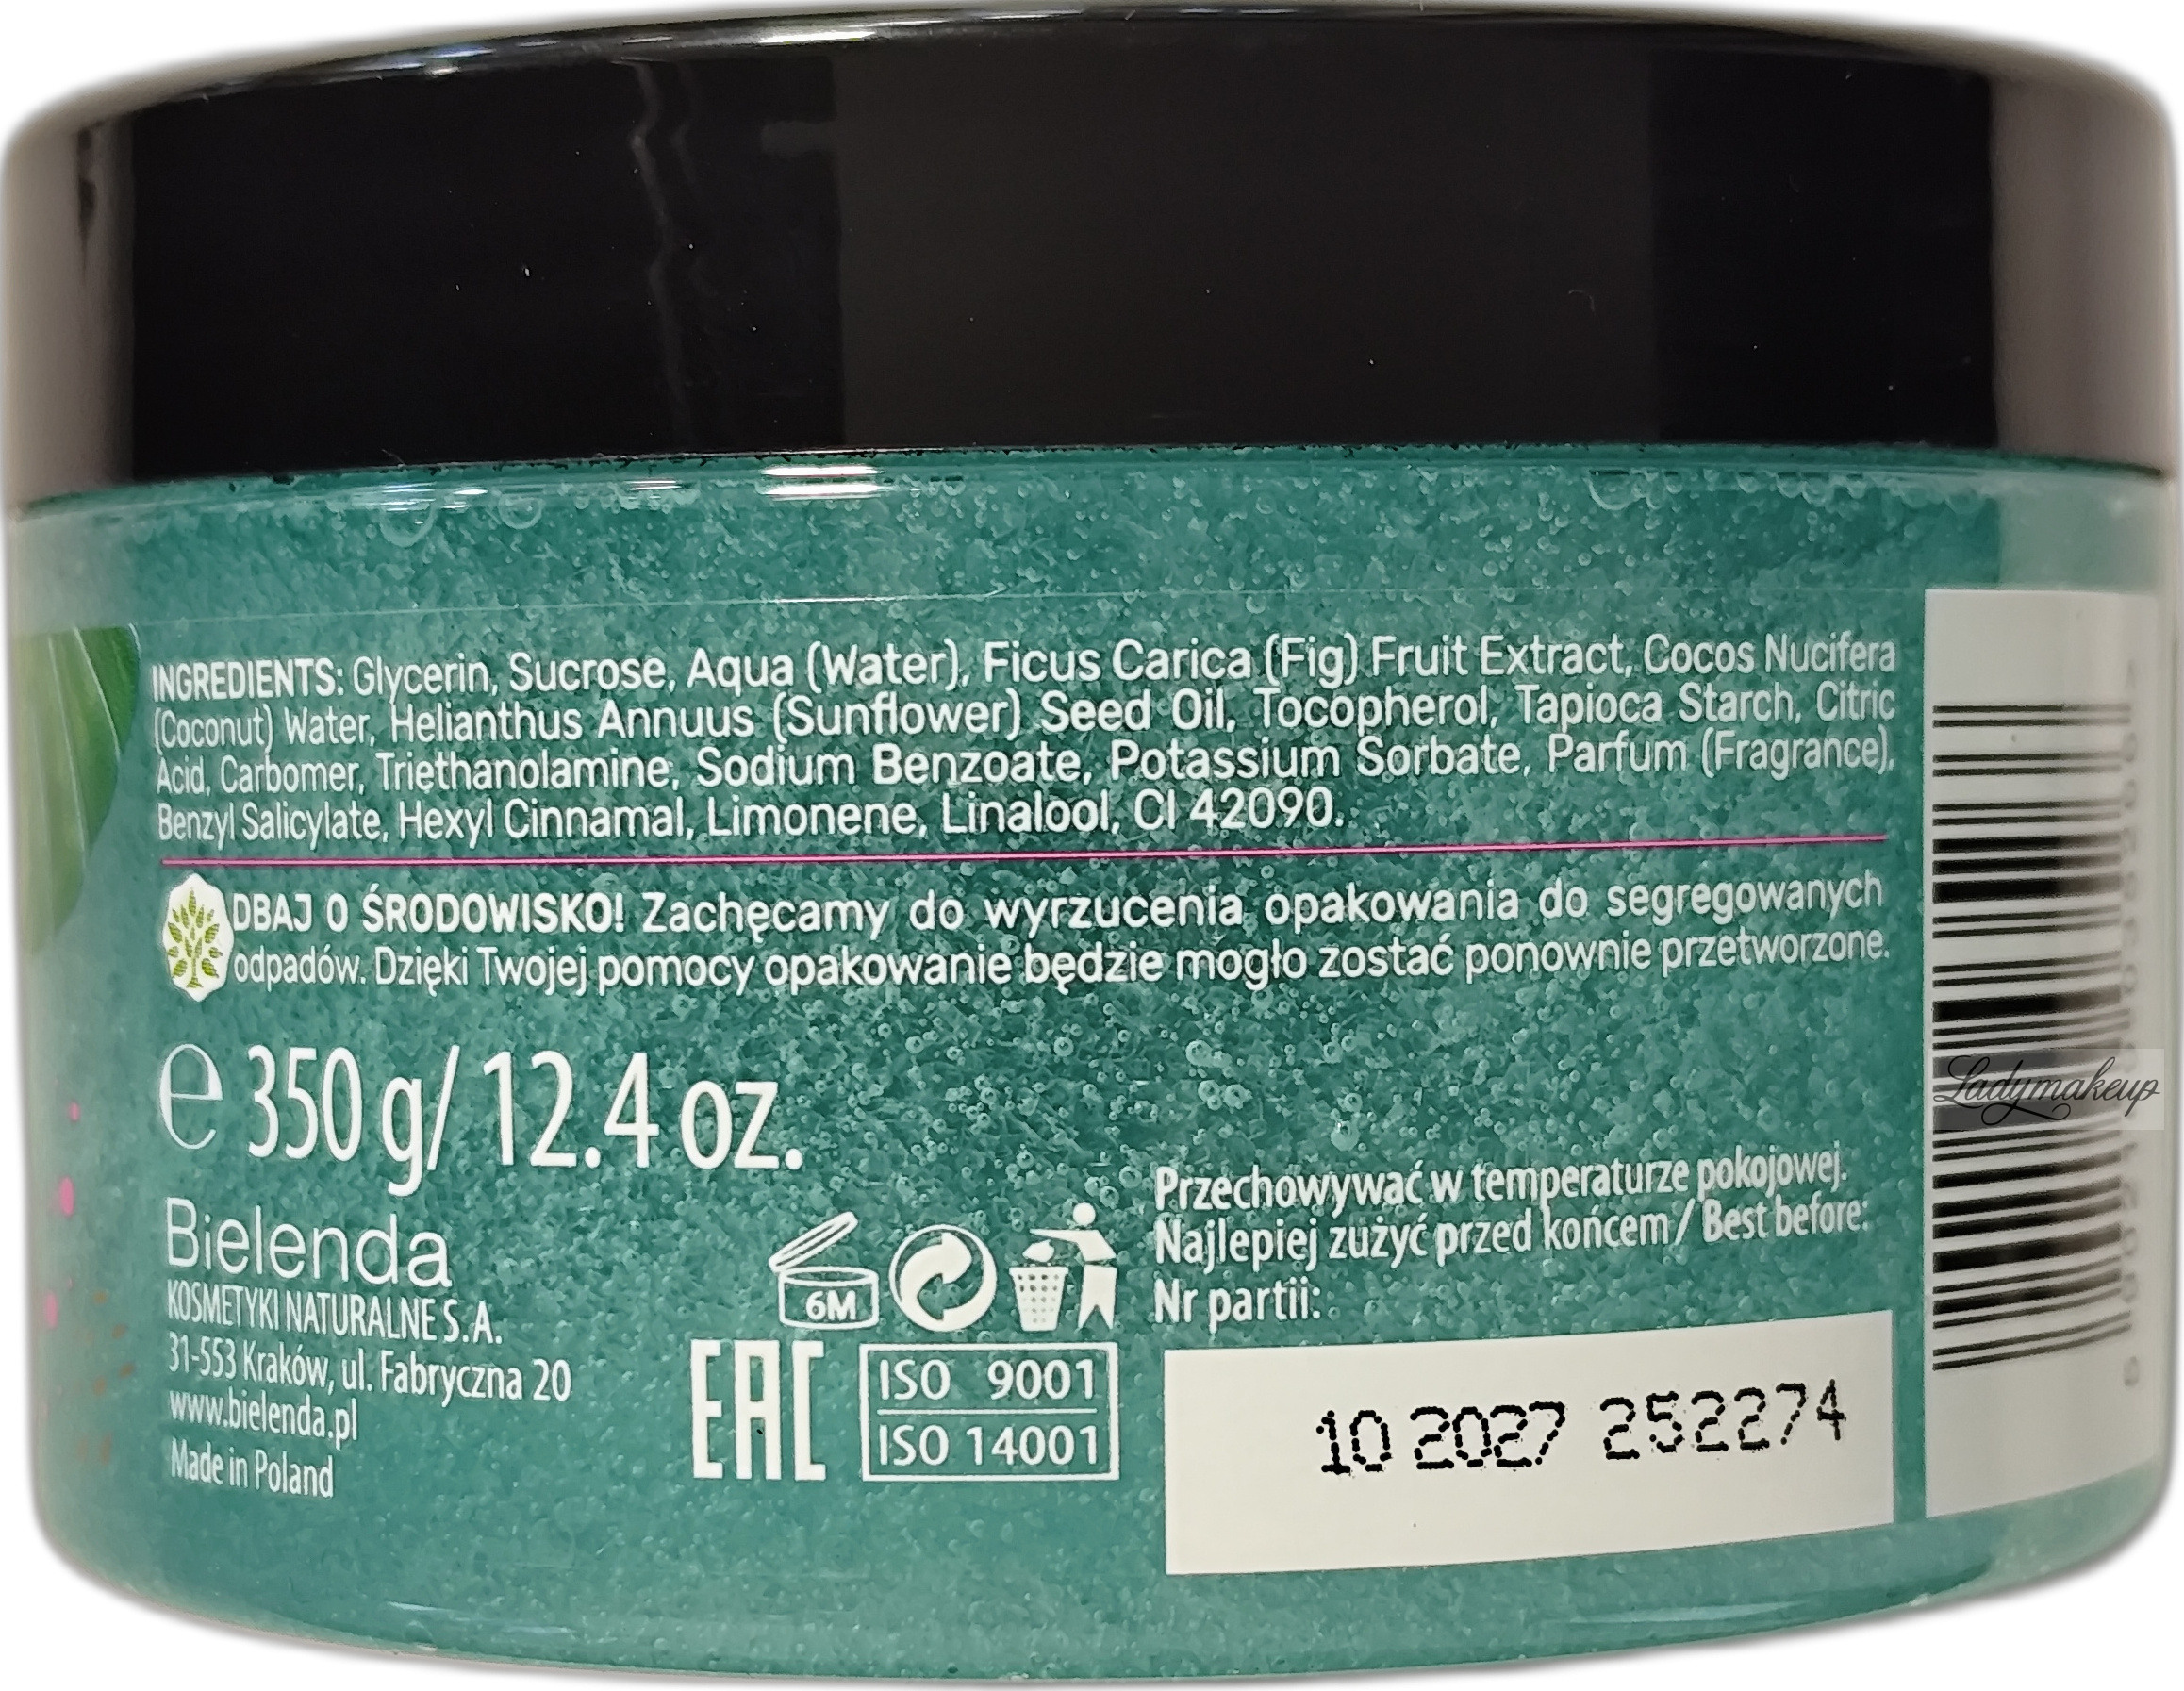 INGREDIENTS: Glycerin, Sucrose, Aqua (Water), Ficus Carica (Fig) Fruit Extract, Cocos Nucifera
(Coconut) Water, Helianthus Annuus (Sunflower) Seed Oil, Tocopherol, Tapioca Starch, Citric
Acid, Carbomer, Triethanolamine, Sodium Benzoate, Potassium Sorbate, Parfum (Fragrance),
Benzyl Salicylate, Hexyl Cinnamal, Limonene, Linalool, CI 42090.
DBAJ O ŚRODOWISKO! Zachęcamy do wyrzucenia opakowania do segregowanych
odpadów. Dzięki Twojej pomocy opakowanie będzie mogło zostać ponownie przetworzone.
℮ 350 g/ 12.4 oz.
Ladymakeup
Bielenda
KOSMETYKI NATURALNE S.A.
31-553 Kraków, ul. Fabryczna 20
www.bielenda.pl
Made in Poland
6M
EAC
ISO 9001
ISO 14001
Przechowywać w temperaturze pokojowej.
Najlepiej zużyć przed końcem / Best before:
Nr partii:
10 2027 252274